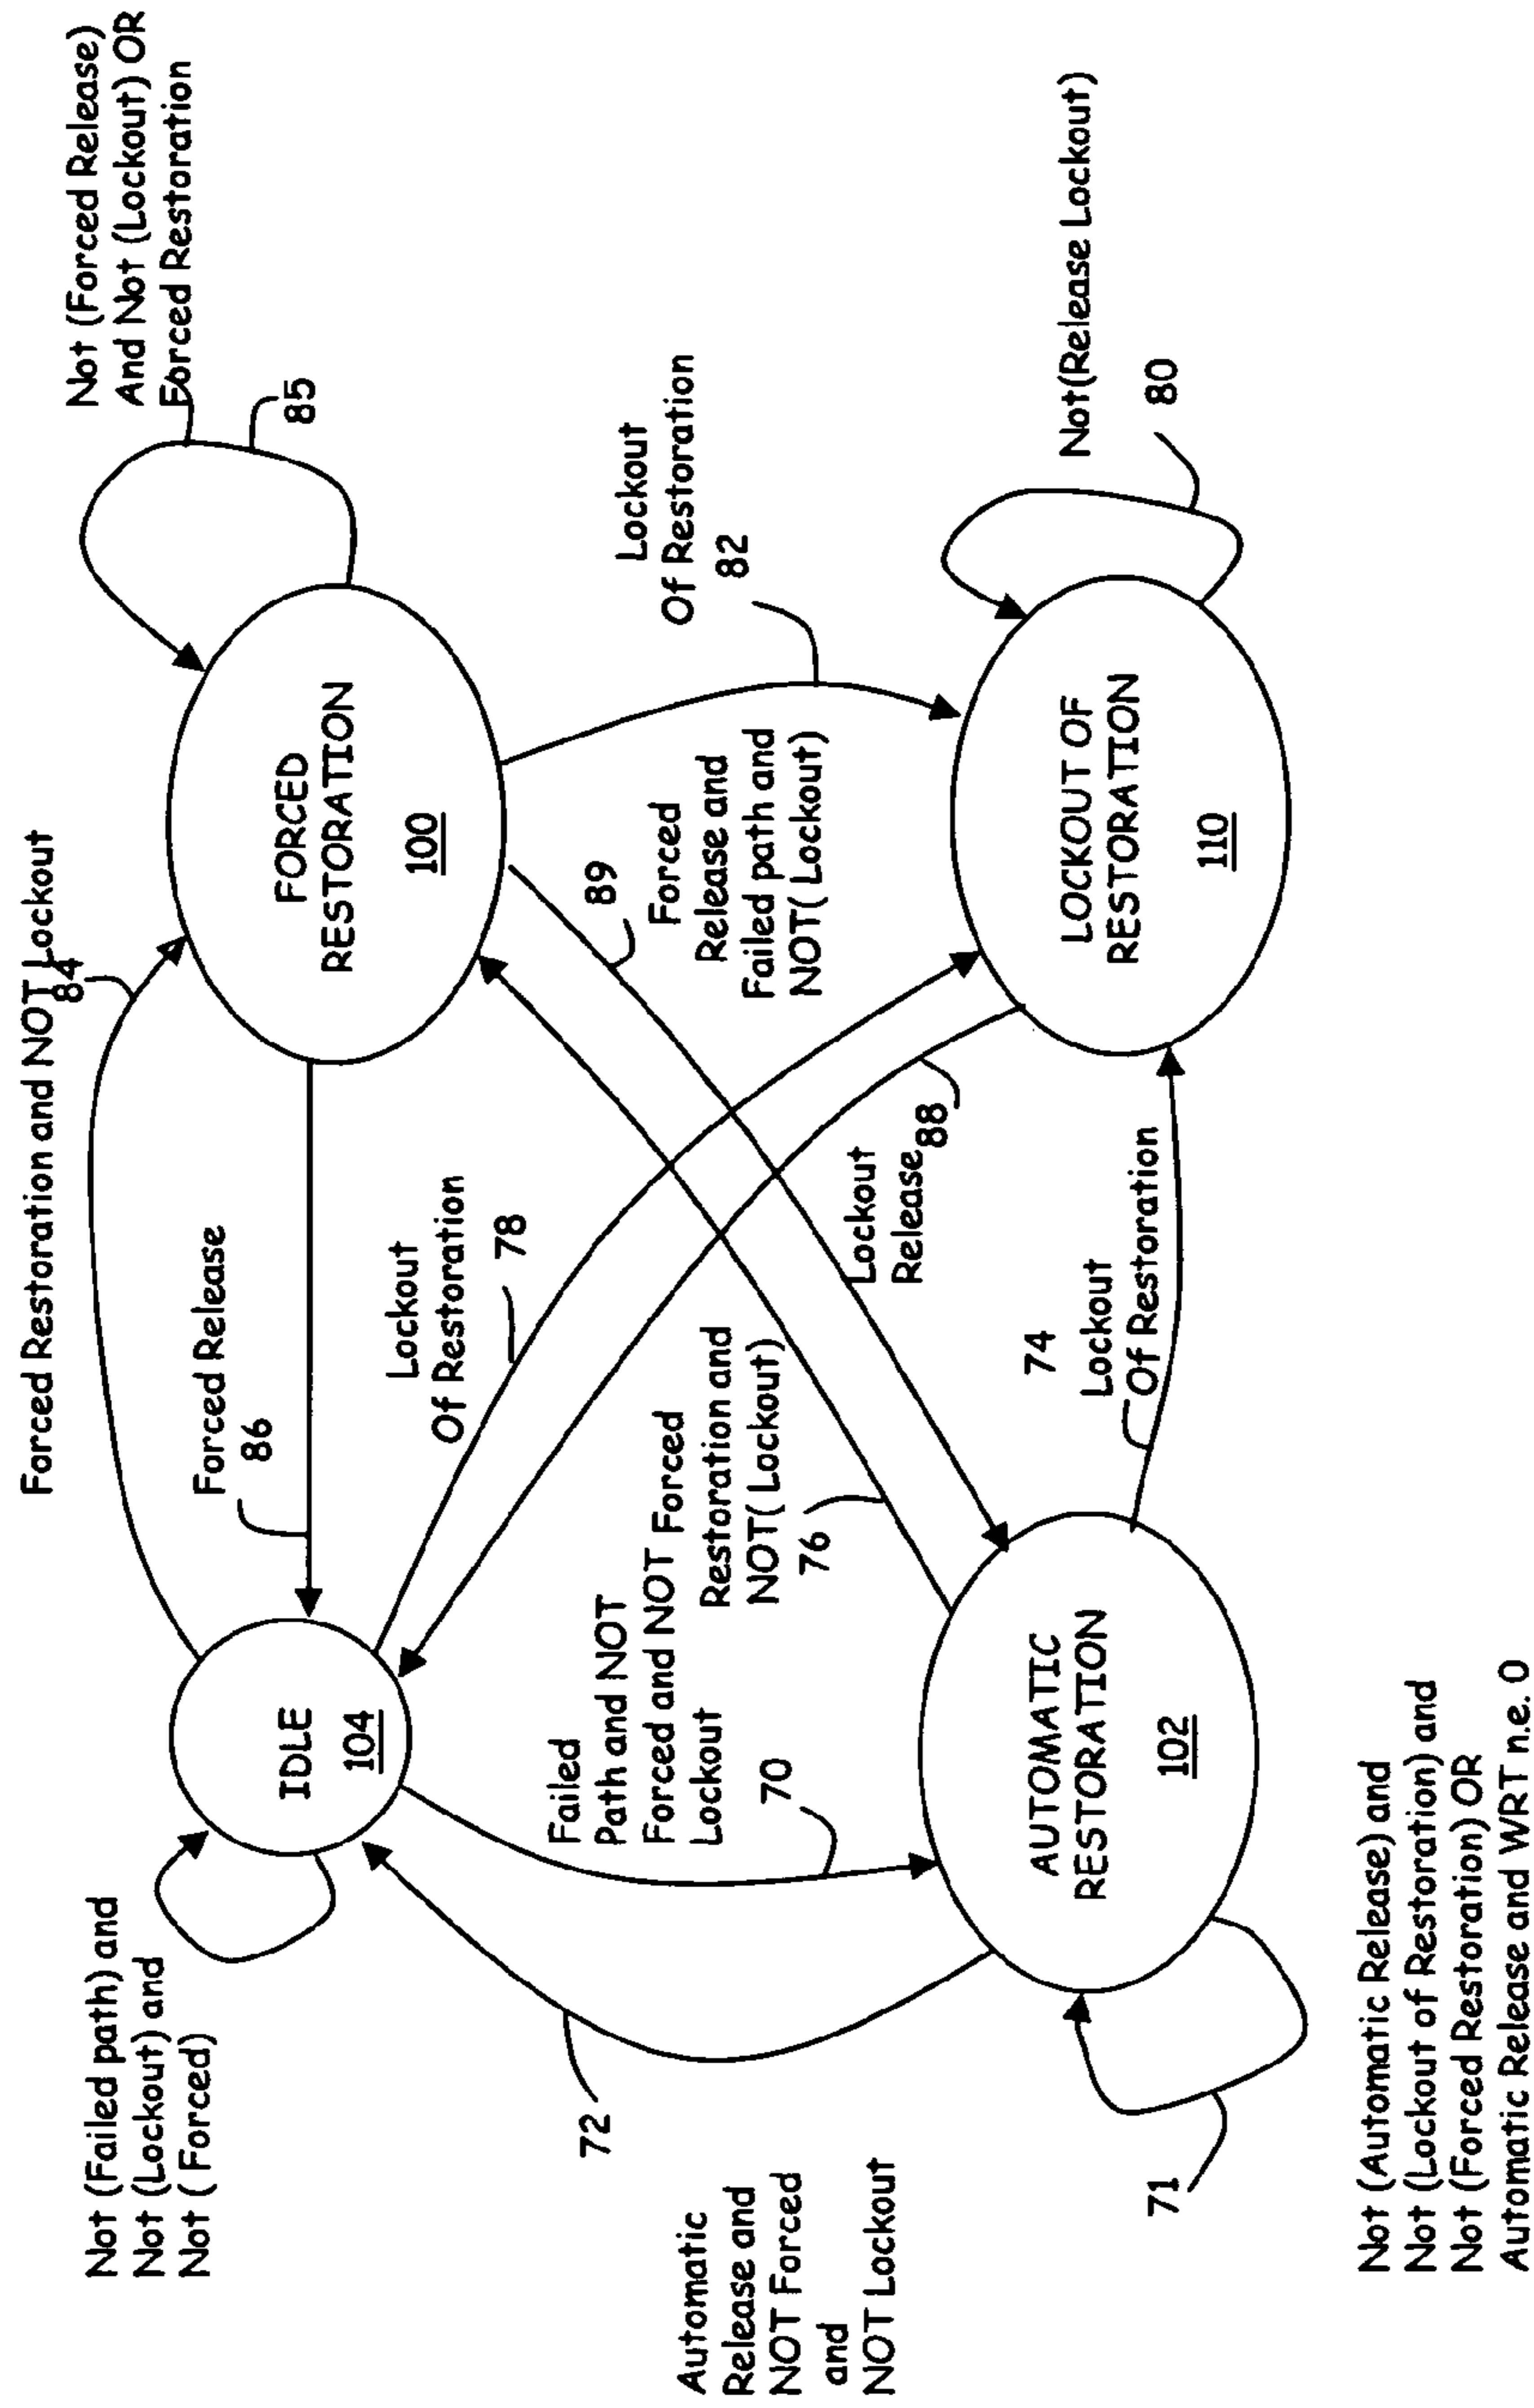 Forced Restoration and NOT Lockout
84
Not (Forced Release)
And Not (Lockout) OR
Forced Restoration
85
Not (Failed path) and
Not (Lockout) and
Not (Forced)
IDLE
104
Forced Release
86
FORCED
RESTORATION
100
Lockout
Of Restoration
78
89
Forced
Release and
Failed path and
NOT( Lockout)
Lockout
Of Restoration
82
72
Automatic
Release and
NOT Forced
and
NOT Lockout
Failed
Path and NOT
Forced and NOT
Lockout
70
Forced
Restoration and
NOT( Lockout)
76
Lockout
Release
88
74
Lockout
Of Restoration
AUTOMATIC
RESTORATION
102
LOCKOUT OF
RESTORATION
110
Not(Release Lockout)
80
71
Not (Automatic Release) and
Not (Lockout of Restoration) and
Not (Forced Restoration) OR
Automatic Release and WRT n.e. 0